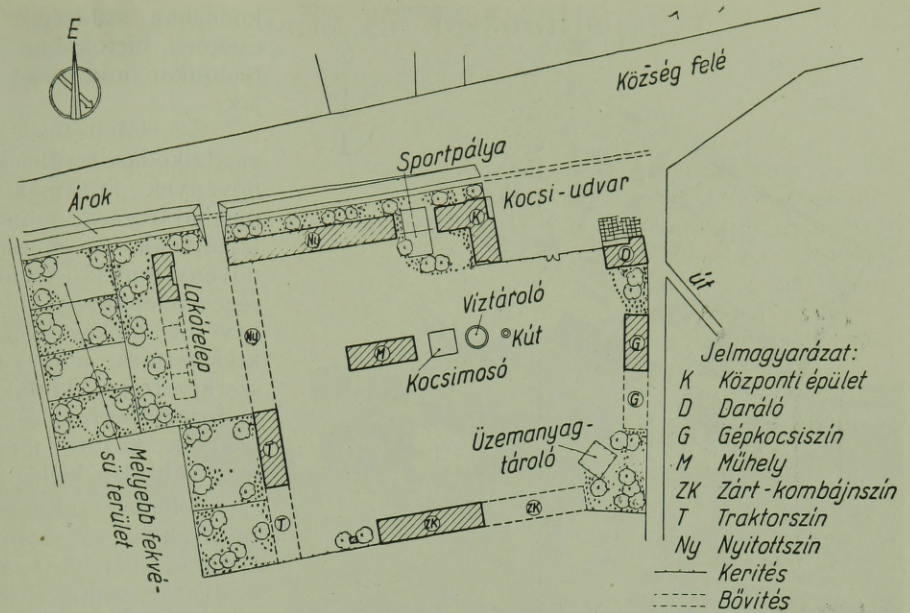 É
Község felé
Sportpálya
Árok
Kocsi-udvar
K
Ny
D
út
lakótelep
Víztároló
Kút
Ny
M
Kocsimosó
G
G
Jelmagyarázat:
K Központi épület
D Daráló
G Gépkocsiszín
M Műhely
ZK Zárt-kombájnszín
T Traktorszín
Ny Nyitottszín
Kerítés
Bővítés
Üzemanyag-
tároló
T
T
Mélyebb fekvé-
sű terület
ZK
ZK